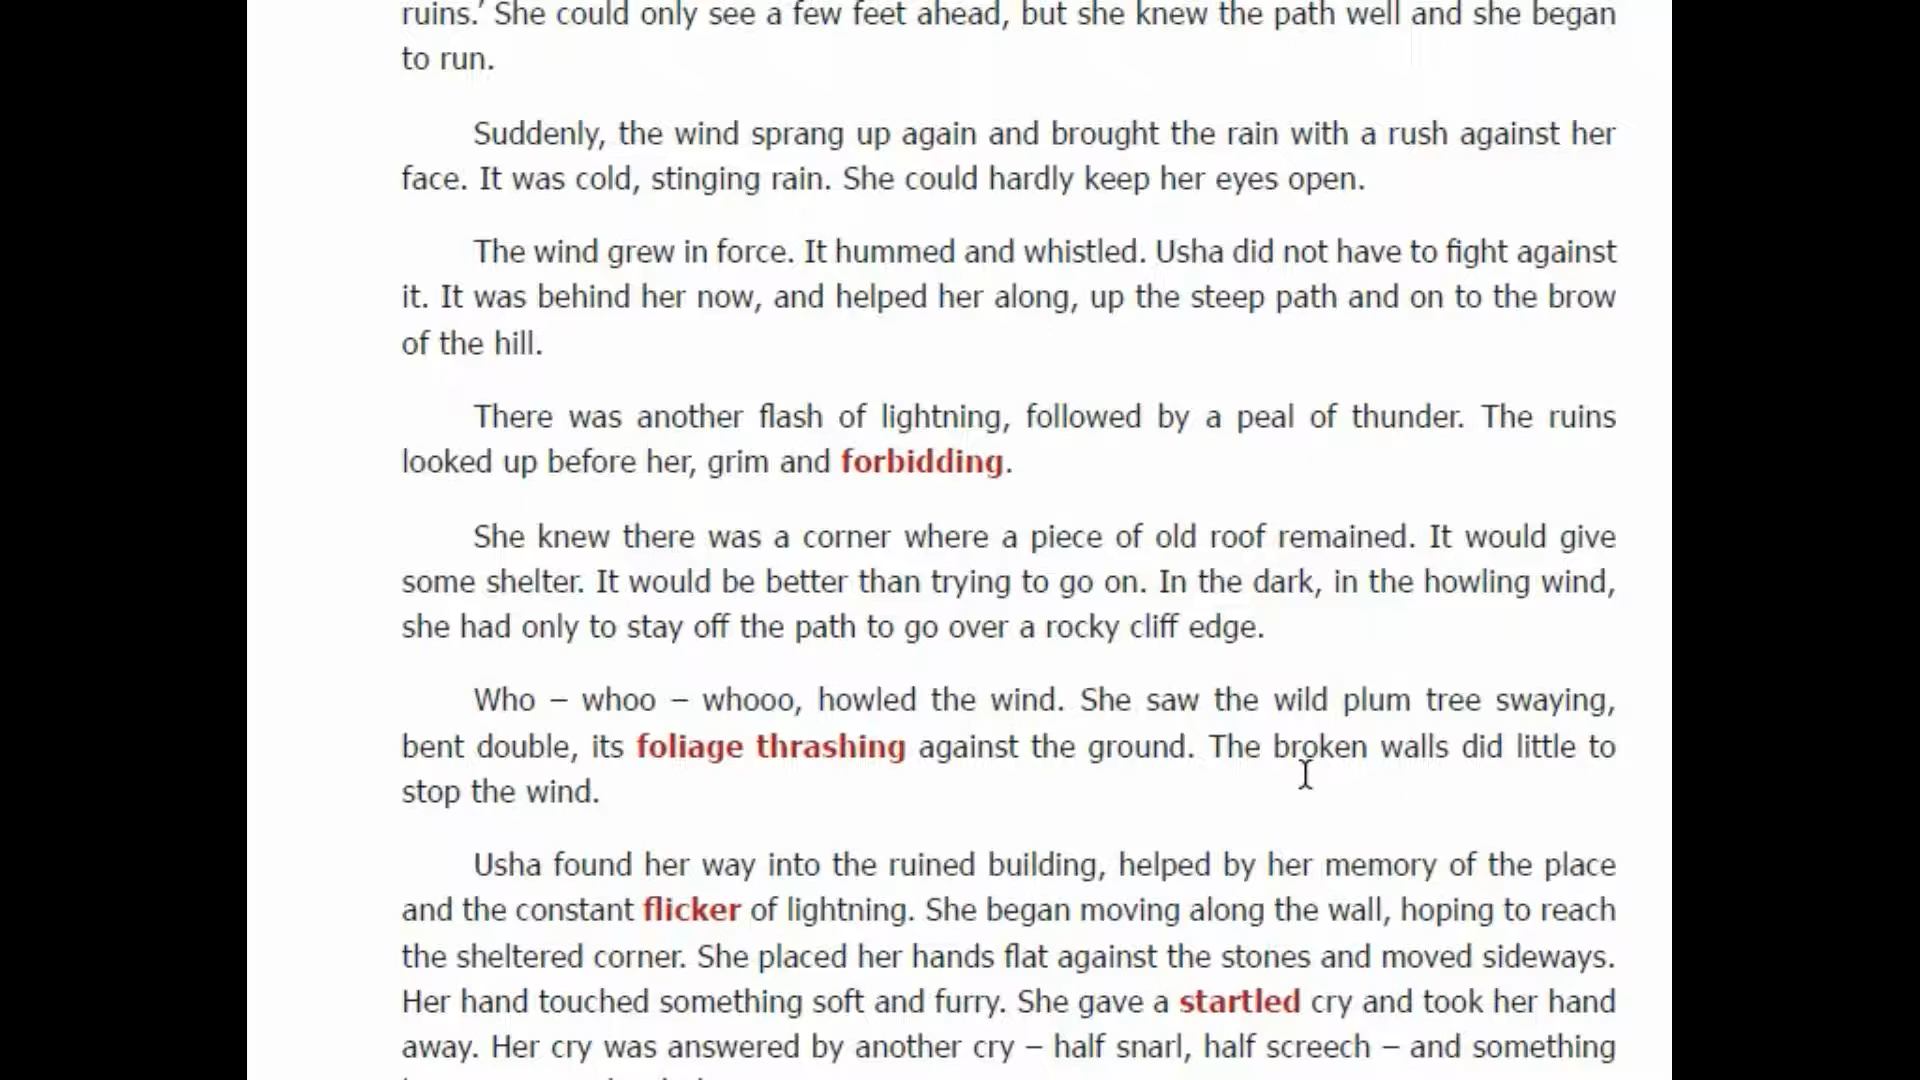 ruins.’ She could only see a few feet ahead, but she knew the path well and she began
to run.
Suddenly, the wind sprang up again and brought the rain with a rush against her
face. It was cold, stinging rain. She could hardly keep her eyes open.
The wind grew in force. It hummed and whistled. Usha did not have to fight against
it. It was behind her now, and helped her along, up the steep path and on to the brow
of the hill.
There was another flash of lightning, followed by a peal of thunder. The ruins
looked up before her, grim and forbidding.
She knew there was a corner where a piece of old roof remained. It would give
some shelter. It would be better than trying to go on. In the dark, in the howling wind,
she had only to stay off the path to go over a rocky cliff edge.
Who – whoo – whooo, howled the wind. She saw the wild plum tree swaying,
bent double, its foliage thrashing against the ground. The broken walls did little to
stop the wind.
Usha found her way into the ruined building, helped by her memory of the place
and the constant flicker of lightning. She began moving along the wall, hoping to reach
the sheltered corner. She placed her hands flat against the stones and moved sideways.
Her hand touched something soft and furry. She gave a startled cry and took her hand
away. Her cry was answered by another cry – half snarl, half screech – and something